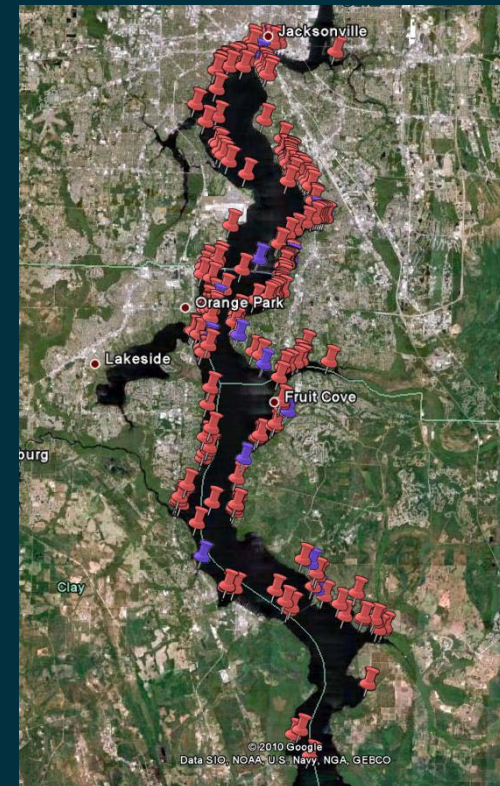 Jacksonville
Orange Park
Lakeside
Fruit Cove
burg
Clay
© 2010 Google
Data SIO, NOAA, U.S. Navy, NGA, GEBCO